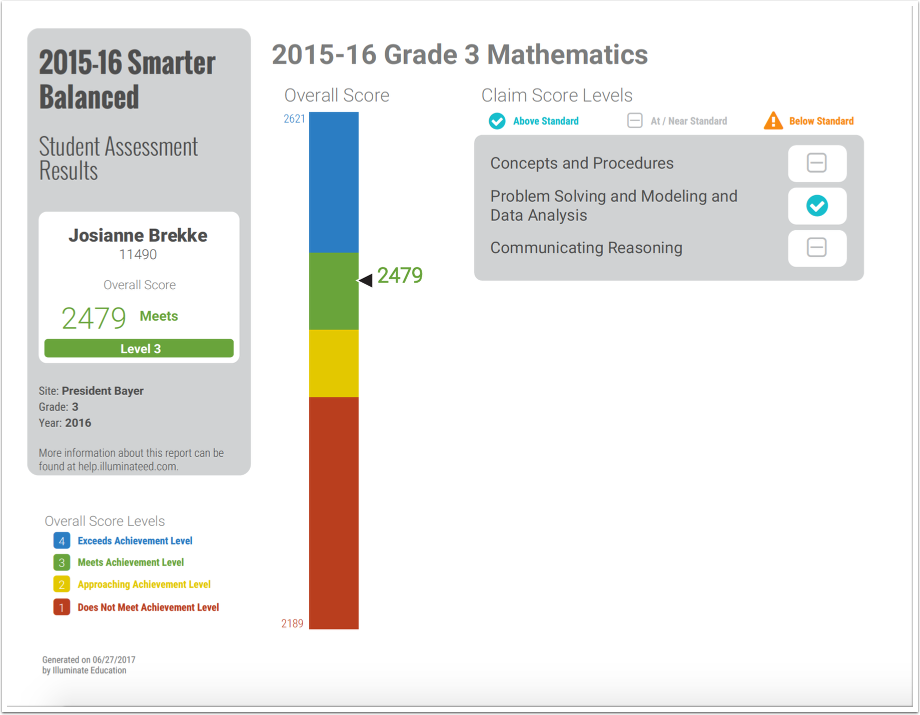 2015-16 Smarter
Balanced
Student Assessment
Results
Josianne Brekke
11490
Overall Score
2479 Meets
Level 3
Site: President Bayer
Grade: 3
Year: 2016
More information about this report can be
found at help.illuminateed.com.
Overall Score Levels
4 Exceeds Achievement Level
3 Meets Achievement Level
2 Approaching Achievement Level
1 Does Not Meet Achievement Level
Generated on 06/27/2017
by Illuminate Education
2015-16 Grade 3 Mathematics
Overall Score
2621
2479
2189
Claim Score Levels
Above Standard At / Near Standard Below Standard
Concepts and Procedures
Problem Solving and Modeling and
Data Analysis
Communicating Reasoning